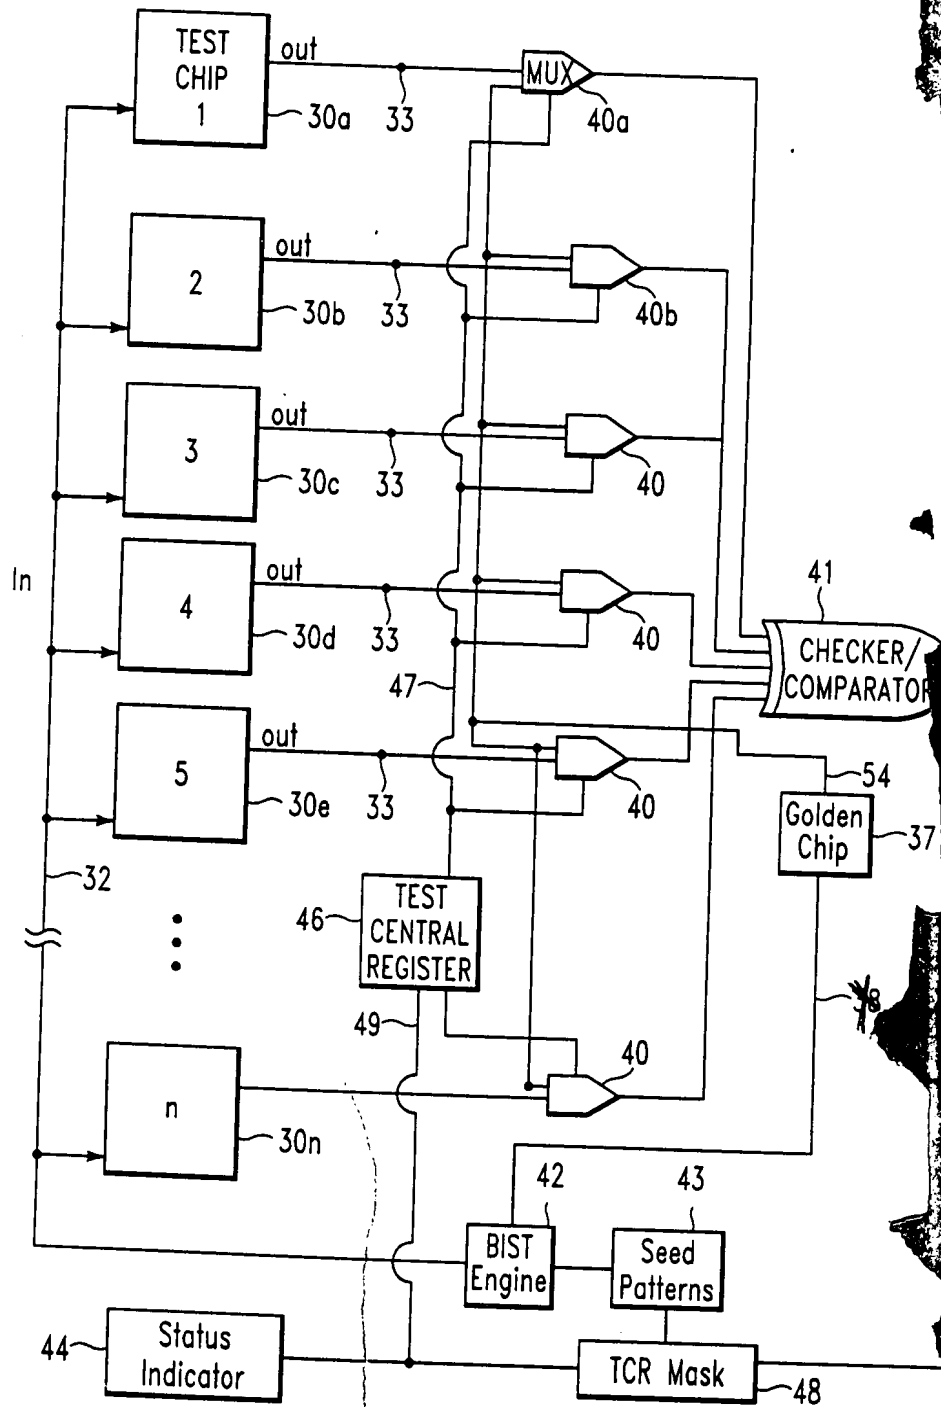 TEST
CHIP
1
out
33
30a
MUX
40a
2
out
33
30b
40b
3
out
33
30c
40
In
4
out
33
30d
40
41
CHECKER/
COMPARATOR
47
5
out
33
30e
40
54
Golden
Chip
37
32
46
TEST
CENTRAL
REGISTER
49
n
30n
40
42
43
BIST
Engine
Seed
Patterns
44
Status
Indicator
TCR Mask
48